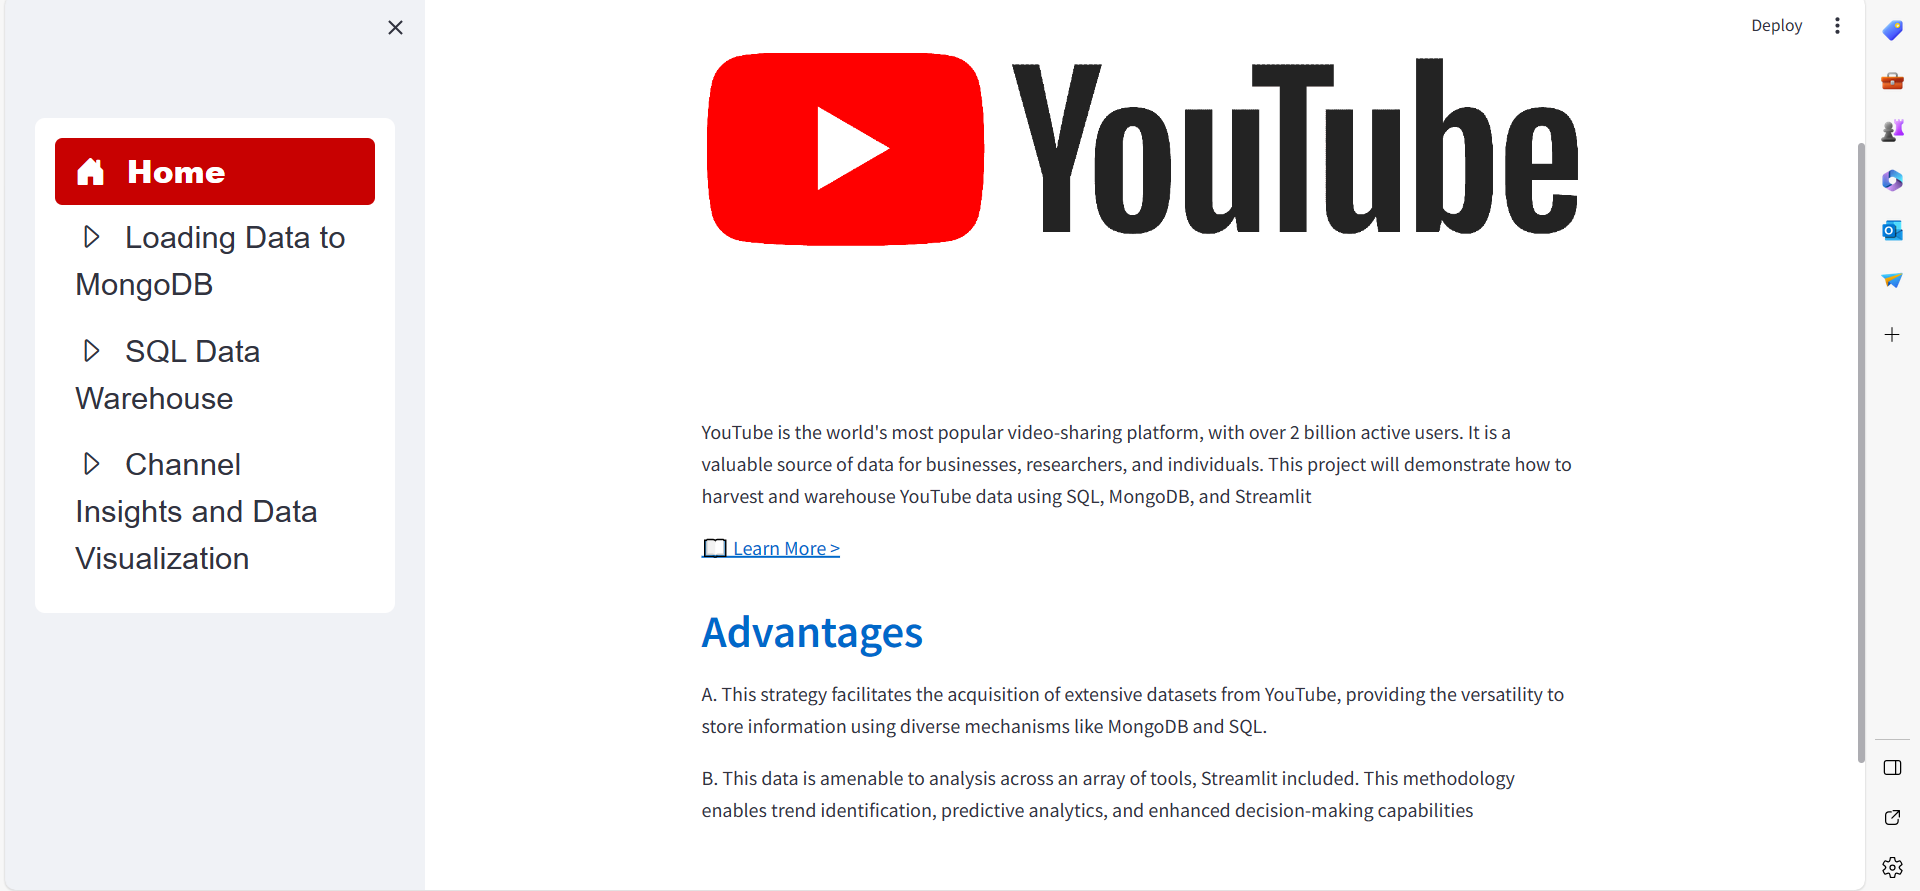 Deploy
Home
Loading Data to
MongoDB
SQL Data
Warehouse
Channel
Insights and Data
Visualization
YouTube
YouTube is the world's most popular video-sharing platform, with over 2 billion active users. It is a
valuable source of data for businesses, researchers, and individuals. This project will demonstrate how to
harvest and warehouse YouTube data using SQL, MongoDB, and Streamlit
Learn More >
Advantages
A. This strategy facilitates the acquisition of extensive datasets from YouTube, providing the versatility to
store information using diverse mechanisms like MongoDB and SQL.
B. This data is amenable to analysis across an array of tools, Streamlit included. This methodology
enables trend identification, predictive analytics, and enhanced decision-making capabilities